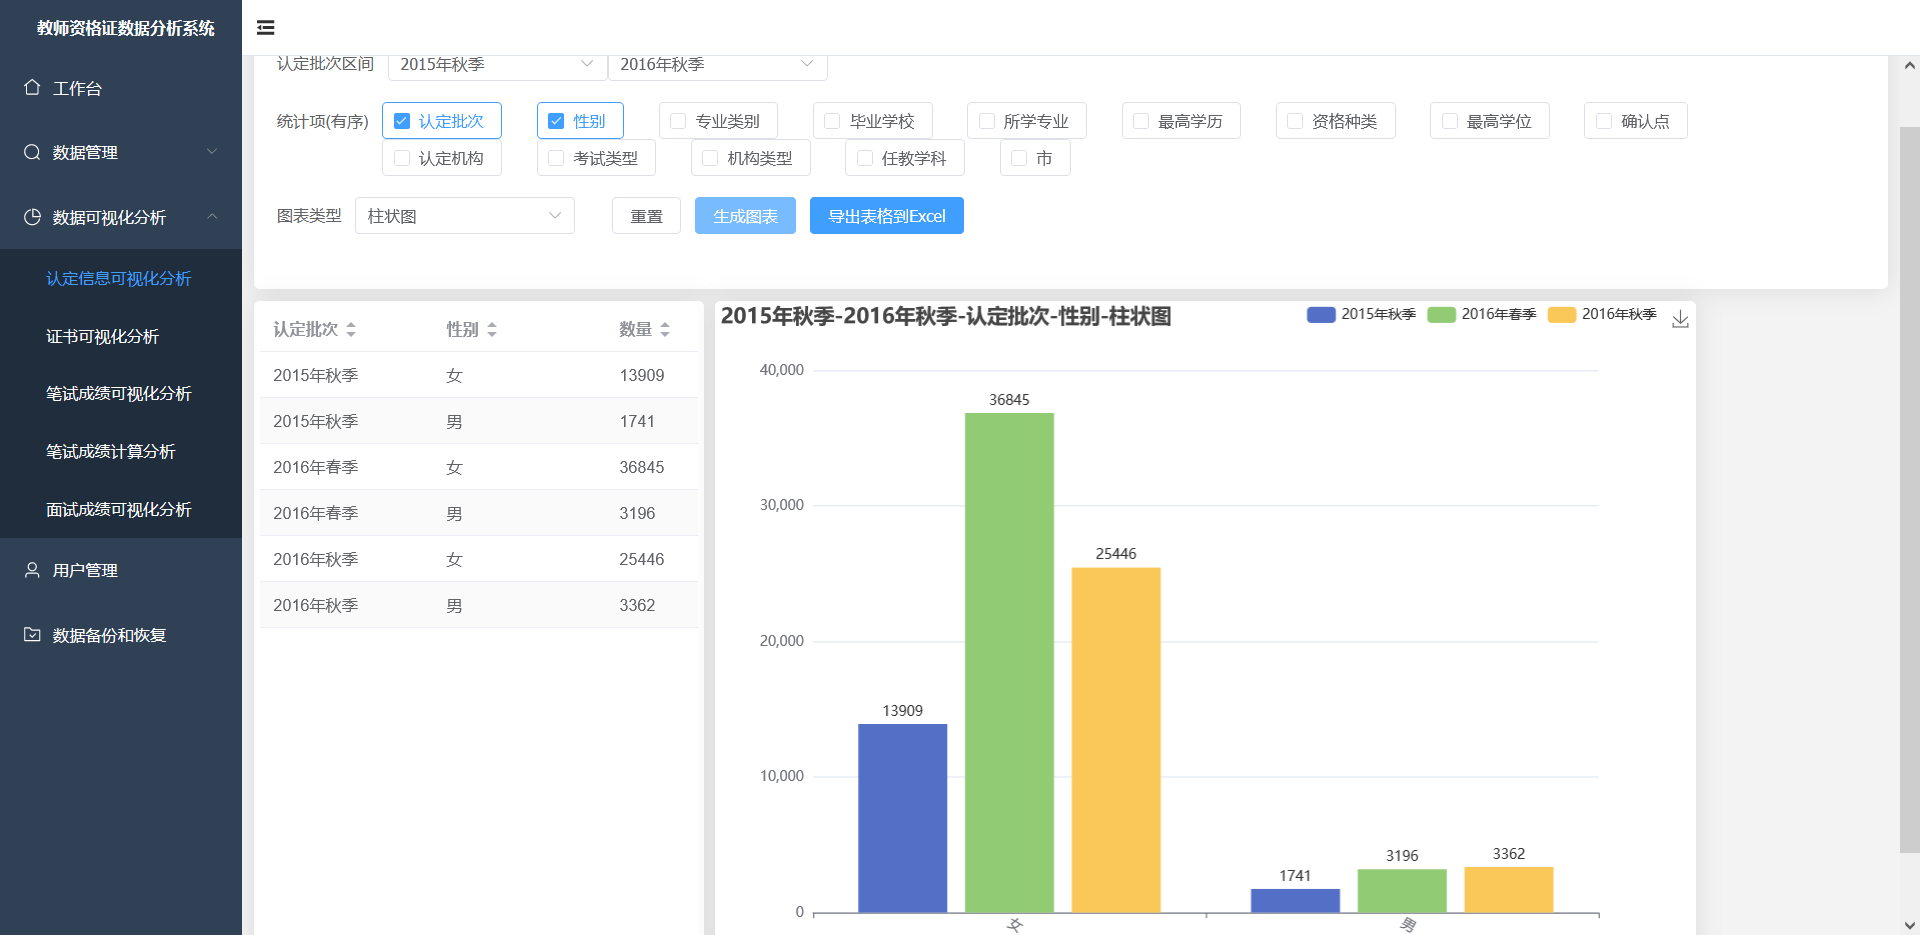 教师资格证数据分析系统
工作台
数据管理
数据可视化分析
认定信息可视化分析
证书可视化分析
笔试成绩可视化分析
笔试成绩计算分析
面试成绩可视化分析
用户管理
数据备份和恢复
认定批次区间 2015年秋季 2016年秋季
统计项(有序) 认定批次 性别 专业类别 毕业学校 所学专业 最高学历 资格种类 最高学位 确认点
认定机构 考试类型 机构类型 任教学科 市
图表类型 柱状图 重置 生成图表 导出表格到Excel
认定批次 性别 数量
2015年秋季 女 13909
2015年秋季 男 1741
2016年春季 女 36845
2016年春季 男 3196
2016年秋季 女 25446
2016年秋季 男 3362
2015年秋季-2016年秋季-认定批次-性别-柱状图
2015年秋季 2016年春季 2016年秋季
40,000
36845
30,000
25446
20,000
13909
10,000
3362
3196
1741
0
女 男